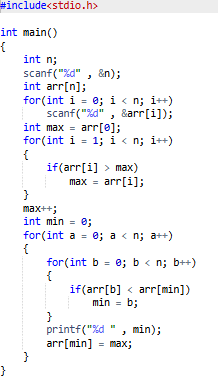 #include<stdio.h>
int main()
{
int n;
scanf("%d" , &n);
int arr[n];
for(int i = 0; i < n; i++)
scanf("%d" , &arr[i]);
int max = arr[0];
for(int i = 1; i < n; i++)
{
if(arr[i] > max)
max = arr[i];
}
max++;
int min = 0;
for(int a = 0; a < n; a++)
{
for(int b = 0; b < n; b++)
{
if(arr[b] < arr[min])
min = b;
}
printf("%d " , min);
arr[min] = max;
}
}